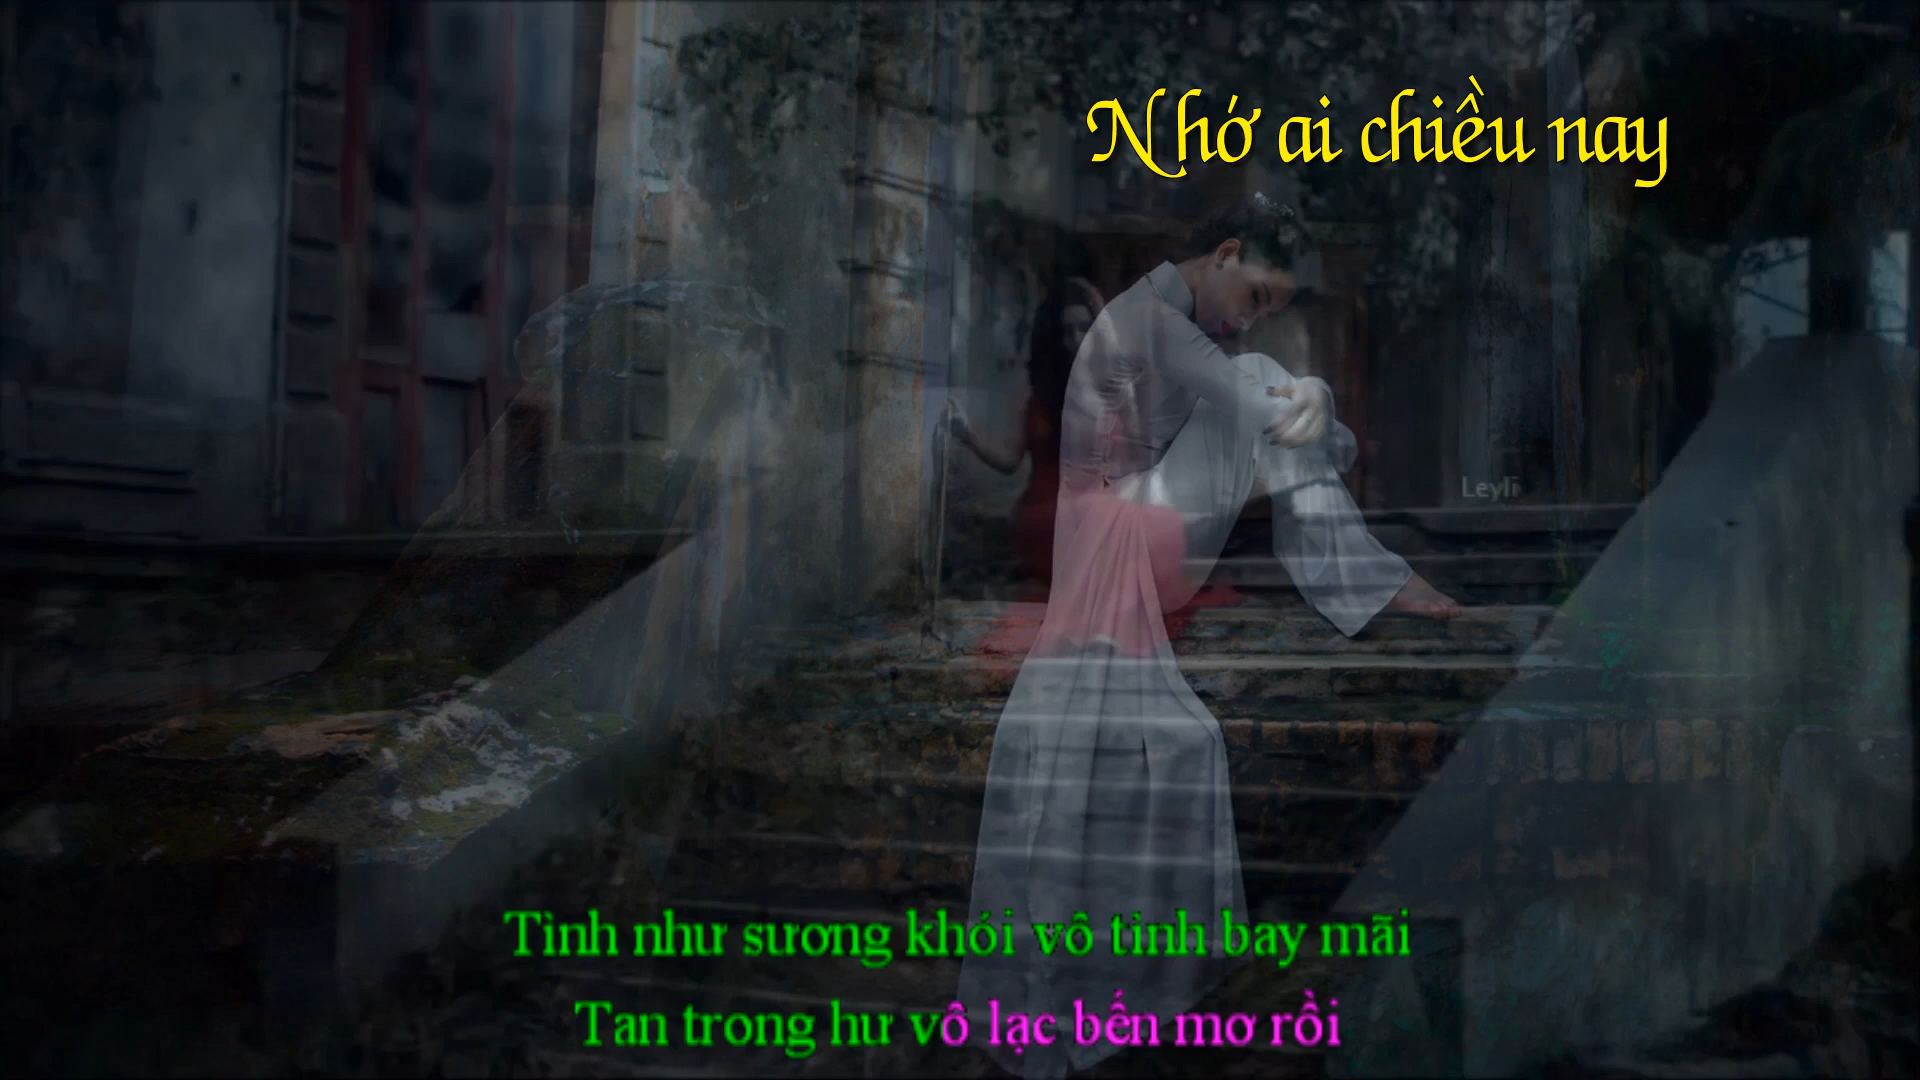 Nhớ ai chiều nay
Leyli
Tình như sương khói vô tình bay mãi
Tan trong hư vô lạc bến mơ rồi